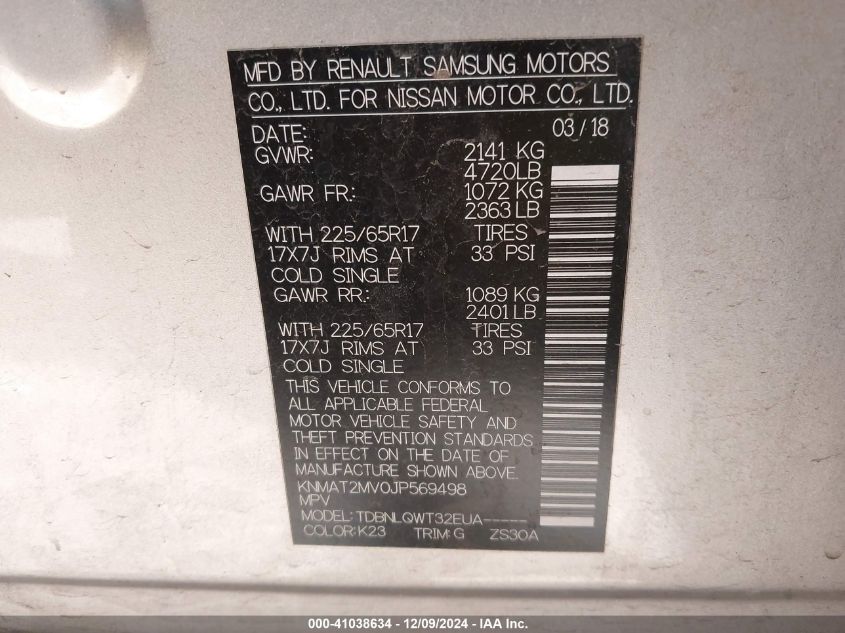 MFD BY RENAULT SAMSUNG MOTORS
CO., LTD. FOR NISSAN MOTOR CO., LTD.
DATE: 03/18
GVWR: 2141 KG
4720LB
GAWR FR.: 1072 KG
2363 LB
WITH 225/65R17 TIRES
17X7J RIMS AT 33 PSI
COLD SINGLE
GAWR RR.: 1089 KG
2401 LB
WITH 225/65R17 TIRES
17X7J RIMS AT 33 PSI
COLD SINGLE
THIS VEHICLE CONFORMS TO
ALL APPLICABLE FEDERAL
MOTOR VEHICLE SAFETY AND
THEFT PREVENTION STANDARDS
IN EFFECT ON THE DATE OF
MANUFACTURE SHOWN ABOVE.
KNMAT2MV0JP569498
MPV
MODEL: TDBNLQWT32EUA-----
COLOR:K23 TRIM:G ZS30A
000-41038634 - 12/09/2024 - IAA Inc.